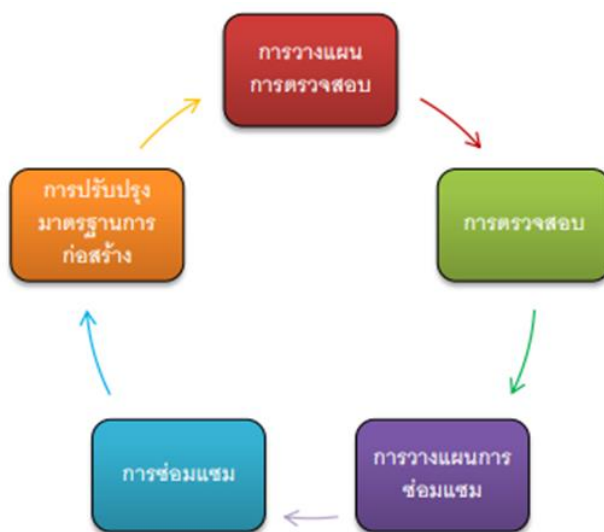 การวางแผน
การตรวจสอบ
การตรวจสอบ
การวางแผนการ
ซ่อมแซม
การซ่อมแซม
การปรับปรุง
มาตรฐานการ
ก่อสร้าง